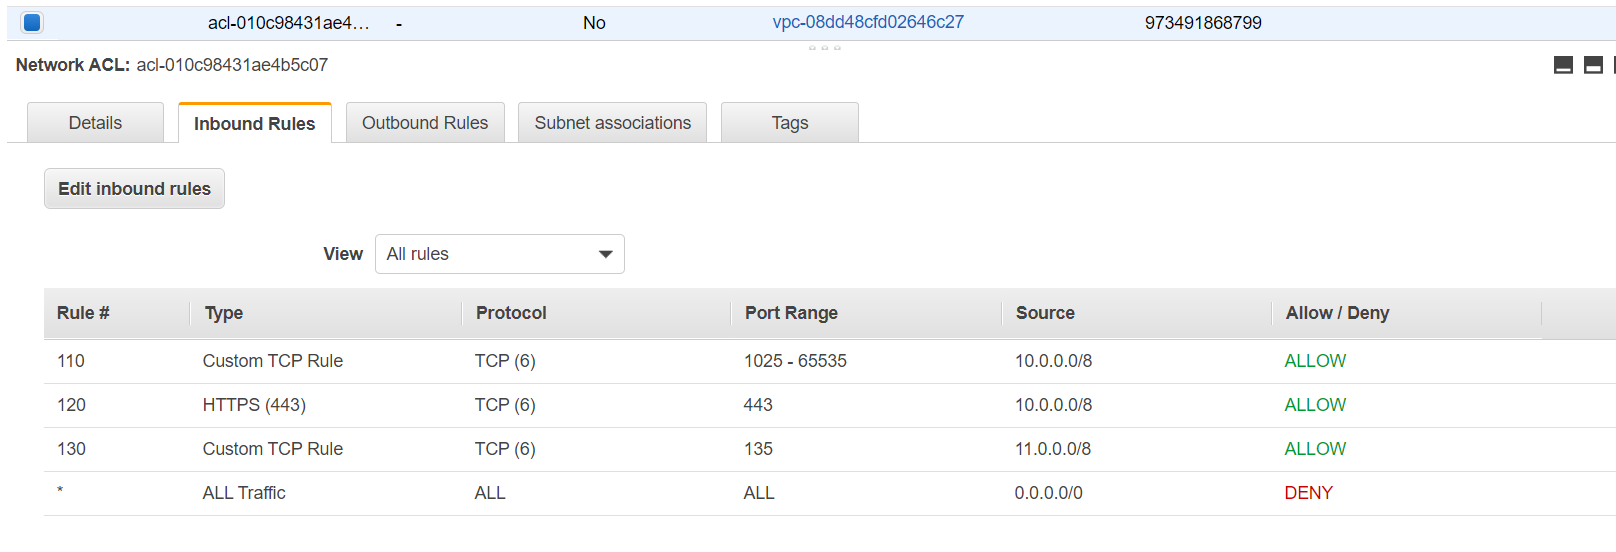 acl-010c98431ae4... - No vpc-08dd48cfd02646c27 973491868799
Network ACL: acl-010c98431ae4b5c07
Details Inbound Rules Outbound Rules Subnet associations Tags
Edit inbound rules
View All rules
Rule # Type Protocol Port Range Source Allow / Deny
110 Custom TCP Rule TCP (6) 1025 - 65535 10.0.0.0/8 ALLOW
120 HTTPS (443) TCP (6) 443 10.0.0.0/8 ALLOW
130 Custom TCP Rule TCP (6) 135 11.0.0.0/8 ALLOW
* ALL Traffic ALL ALL 0.0.0.0/0 DENY